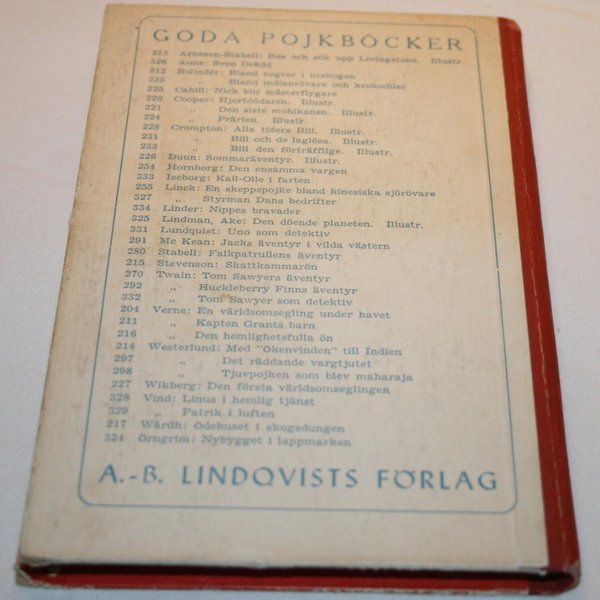 GODA POJKBÖCKER
213 Arnesen-Stabell: Res och sök opp Livingstone. Illustr.
326 Aune: Sven Orädd
212 Bolinder: Bland negrer i urskogen
323 „ Bland indianrövare och krokodiler
225 Cahill: Nick blir mästerflygare
220 Cooper: Hjortdödaren. Illustr.
221 „ Den siste mohikanen. Illustr.
224 „ Prärien. Illustr.
228 Crompton: Alla tiders Bill. Illustr.
231 „ Bill och de laglösa. Illustr.
233 „ Bill den förträfflige. Illustr.
226 Duun: Sommaräventyr. Illustr.
254 Hornborg: Den ensamma vargen
333 Iseborg: Kall-Olle i farten
255 Linck: En skeppspojke bland kinesiska sjörövare
327 „ Styrman Dans bedrifter
334 Linder: Nippes bravader
325 Lindman, Åke: Den döende planeten. Illustr.
331 Lundquist: Uno som detektiv
291 Mc Kean: Jacks äventyr i vilda västern
280 Stabell: Falkpatrullens äventyr
215 Stevenson: Skattkammarön
270 Twain: Tom Sawyers äventyr
292 „ Huckleberry Finns äventyr
332 „ Tom Sawyer som detektiv
204 Verne: En världsomsegling under havet
211 „ Kapten Grants barn
216 „ Den hemlighetsfulla ön
214 Westerlund: Med "Ökenvinden" till Indien
297 „ Det räddande vargtjutet
298 „ Tjuvpojken som blev maharaja
227 Wikberg: Den första världsomseglingen
328 Vind: Linus i hemlig tjänst
329 „ Patrik i luften
217 Wårdh: Ödehuset i skogsdungen
324 Örngrim: Nybygget i lappmarken
A.-B. LINDQVISTS FÖRLAG